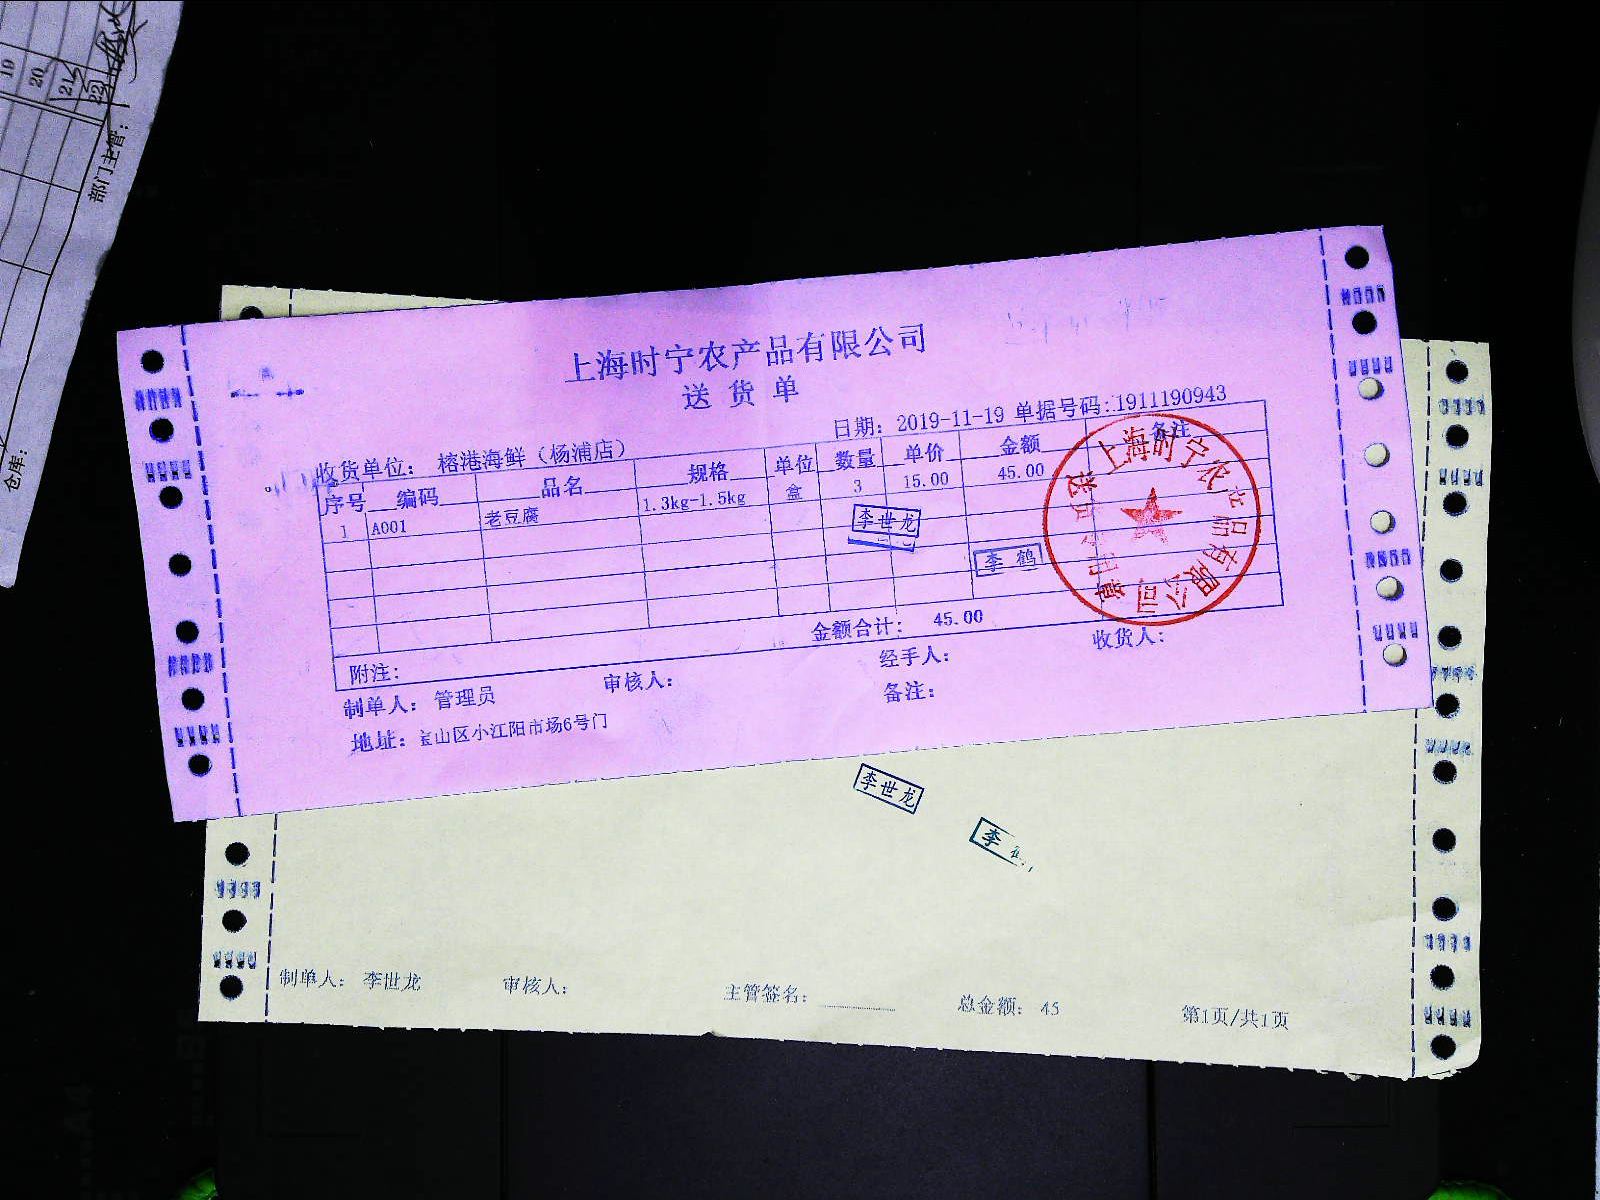 19
20
21
22
部门主管：
仓库：
上海时宁农产品有限公司
送货单
日期： 2019-11-19 单据号码：1911190943
收货单位： 榕港海鲜（杨浦店）
序号 编码 品名 规格 单位 数量 单价 金额 备注
1 A001 老豆腐 1.3kg-1.5kg 盒 3 15.00 45.00
李世龙
李鹤
上海时宁农产品有限公司
金额合计： 45.00
附注：
制单人： 管理员 审核人： 经手人： 收货人：
备注：
地址：宝山区小江阳市场6号门
李世龙
李
制单人： 李世龙 审核人： 主管签名： 总金额： 45 第1页/共1页